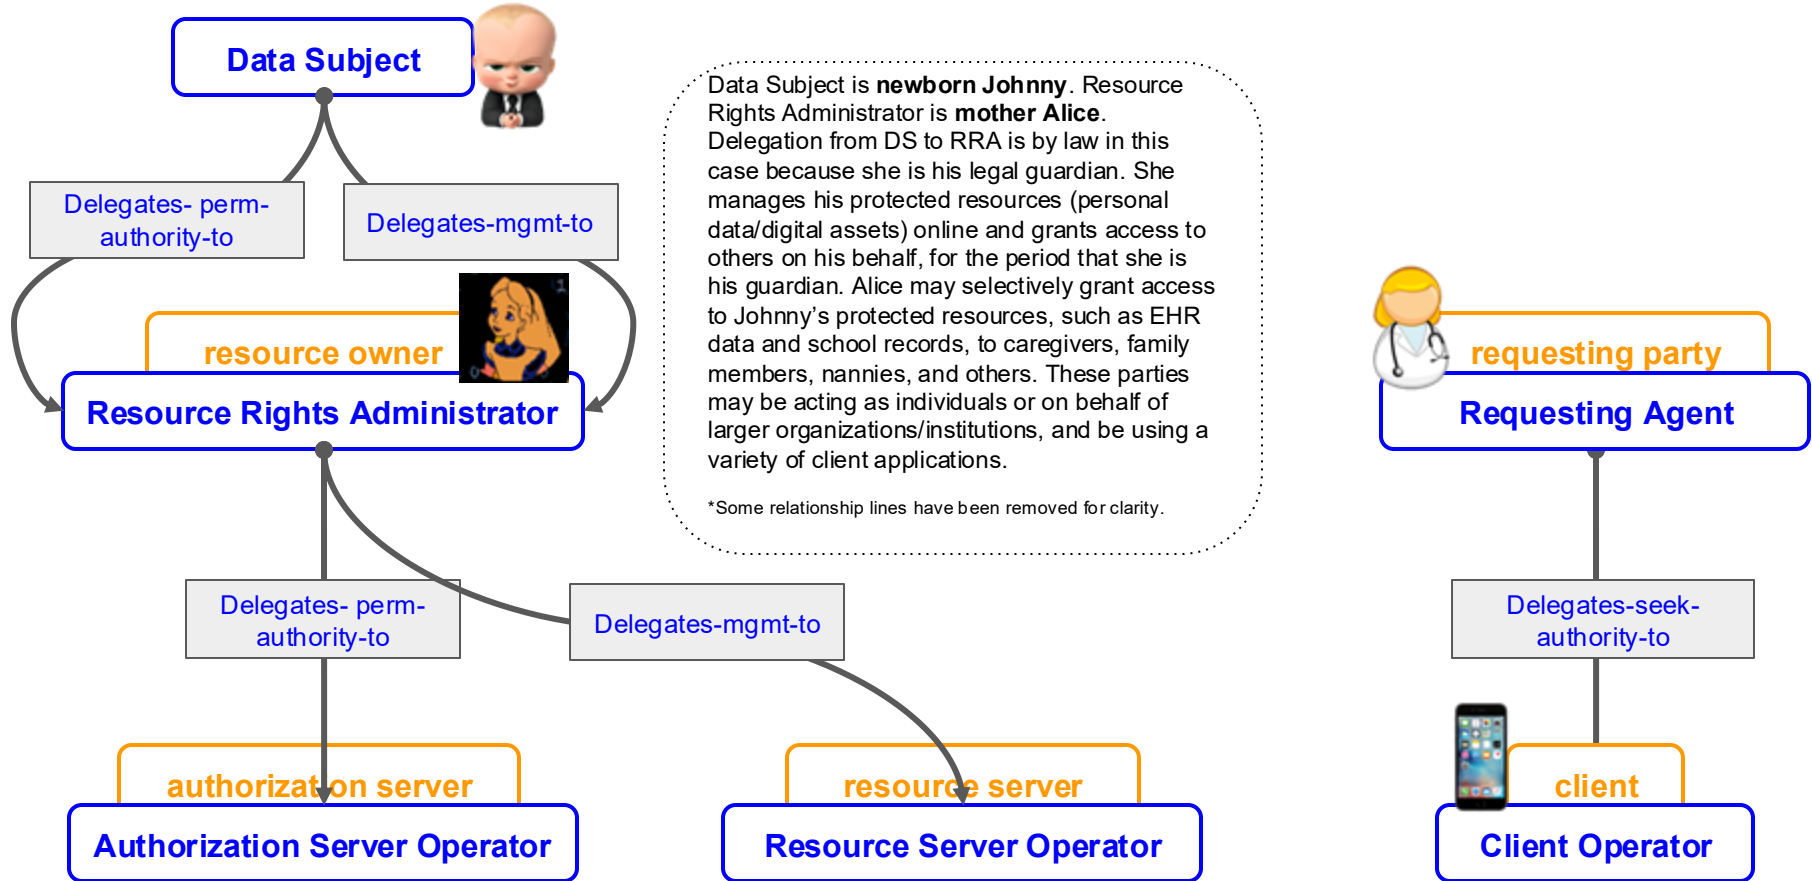 Data Subject
Data Subject is newborn Johnny. Resource
Rights Administrator is mother Alice.
Delegation from DS to RRA is by law in this
case because she is his legal guardian. She
manages his protected resources (personal
data/digital assets) online and grants access to
others on his behalf, for the period that she is
his guardian. Alice may selectively grant access
to Johnny’s protected resources, such as EHR
data and school records, to caregivers, family
members, nannies, and others. These parties
may be acting as individuals or on behalf of
larger organizations/institutions, and be using a
variety of client applications.
*Some relationship lines have been removed for clarity.
Delegates- perm-
authority-to
Delegates-mgmt-to
resource owner
Resource Rights Administrator
requesting party
Requesting Agent
Delegates- perm-
authority-to
Delegates-mgmt-to
Delegates-seek-
authority-to
authorization server
Authorization Server Operator
resource server
Resource Server Operator
client
Client Operator